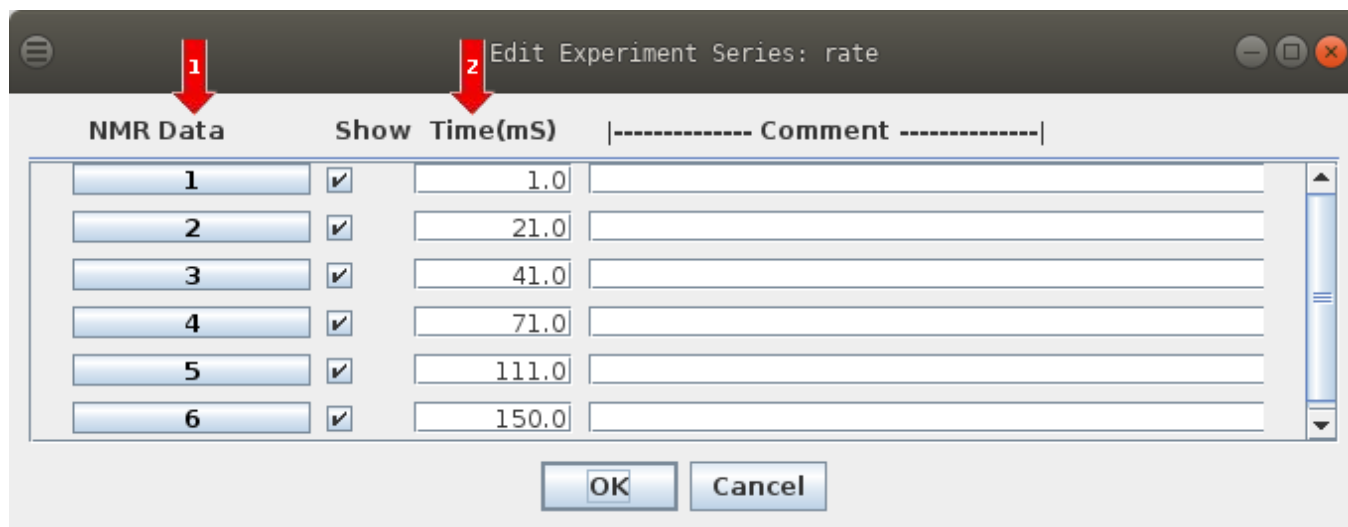 Edit Experiment Series: rate
1 2
NMR Data Show Time(mS) |-------------- Comment --------------|
1 1.0
2 21.0
3 41.0
4 71.0
5 111.0
6 150.0
OK Cancel